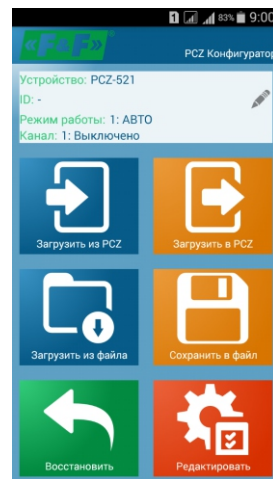 1 83% 9:00
«F&F»
PCZ Конфигуратор
Устройство: PCZ-521
ID: -
Режим работы: 1: АВТО
Канал: 1: Выключено
Загрузить из PCZ
Загрузить в PCZ
Загрузить из файла
Сохранить в файл
Восстановить
Редактировать